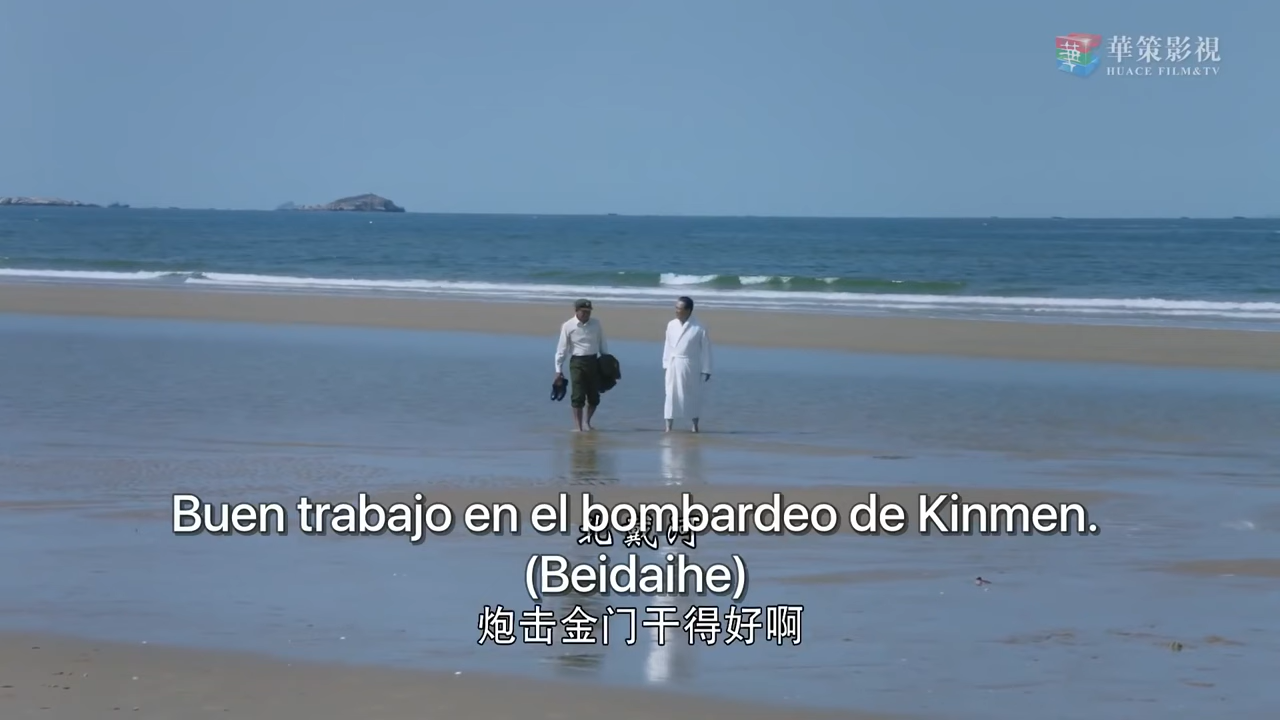 華策影視
HUACE FILM&TV
Buen trabajo en el bombardeo de Kinmen.
北戴河
(Beidaihe)
炮击金门干得好啊